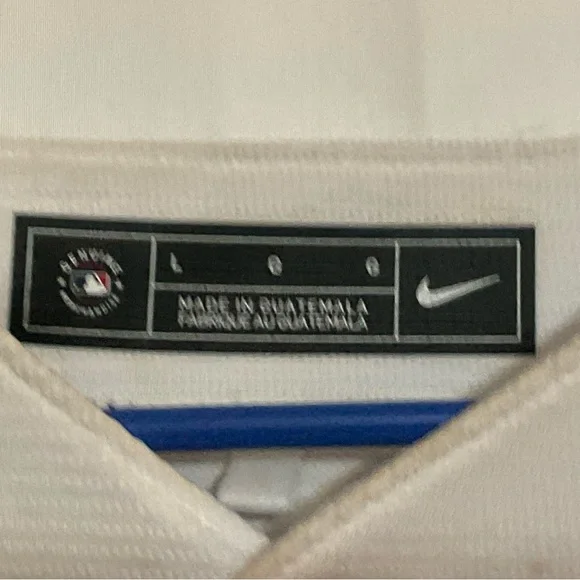 GENUINE
MERCHANDISE
L G G
MADE IN GUATEMALA
FABRIQUÉ AU GUATEMALA